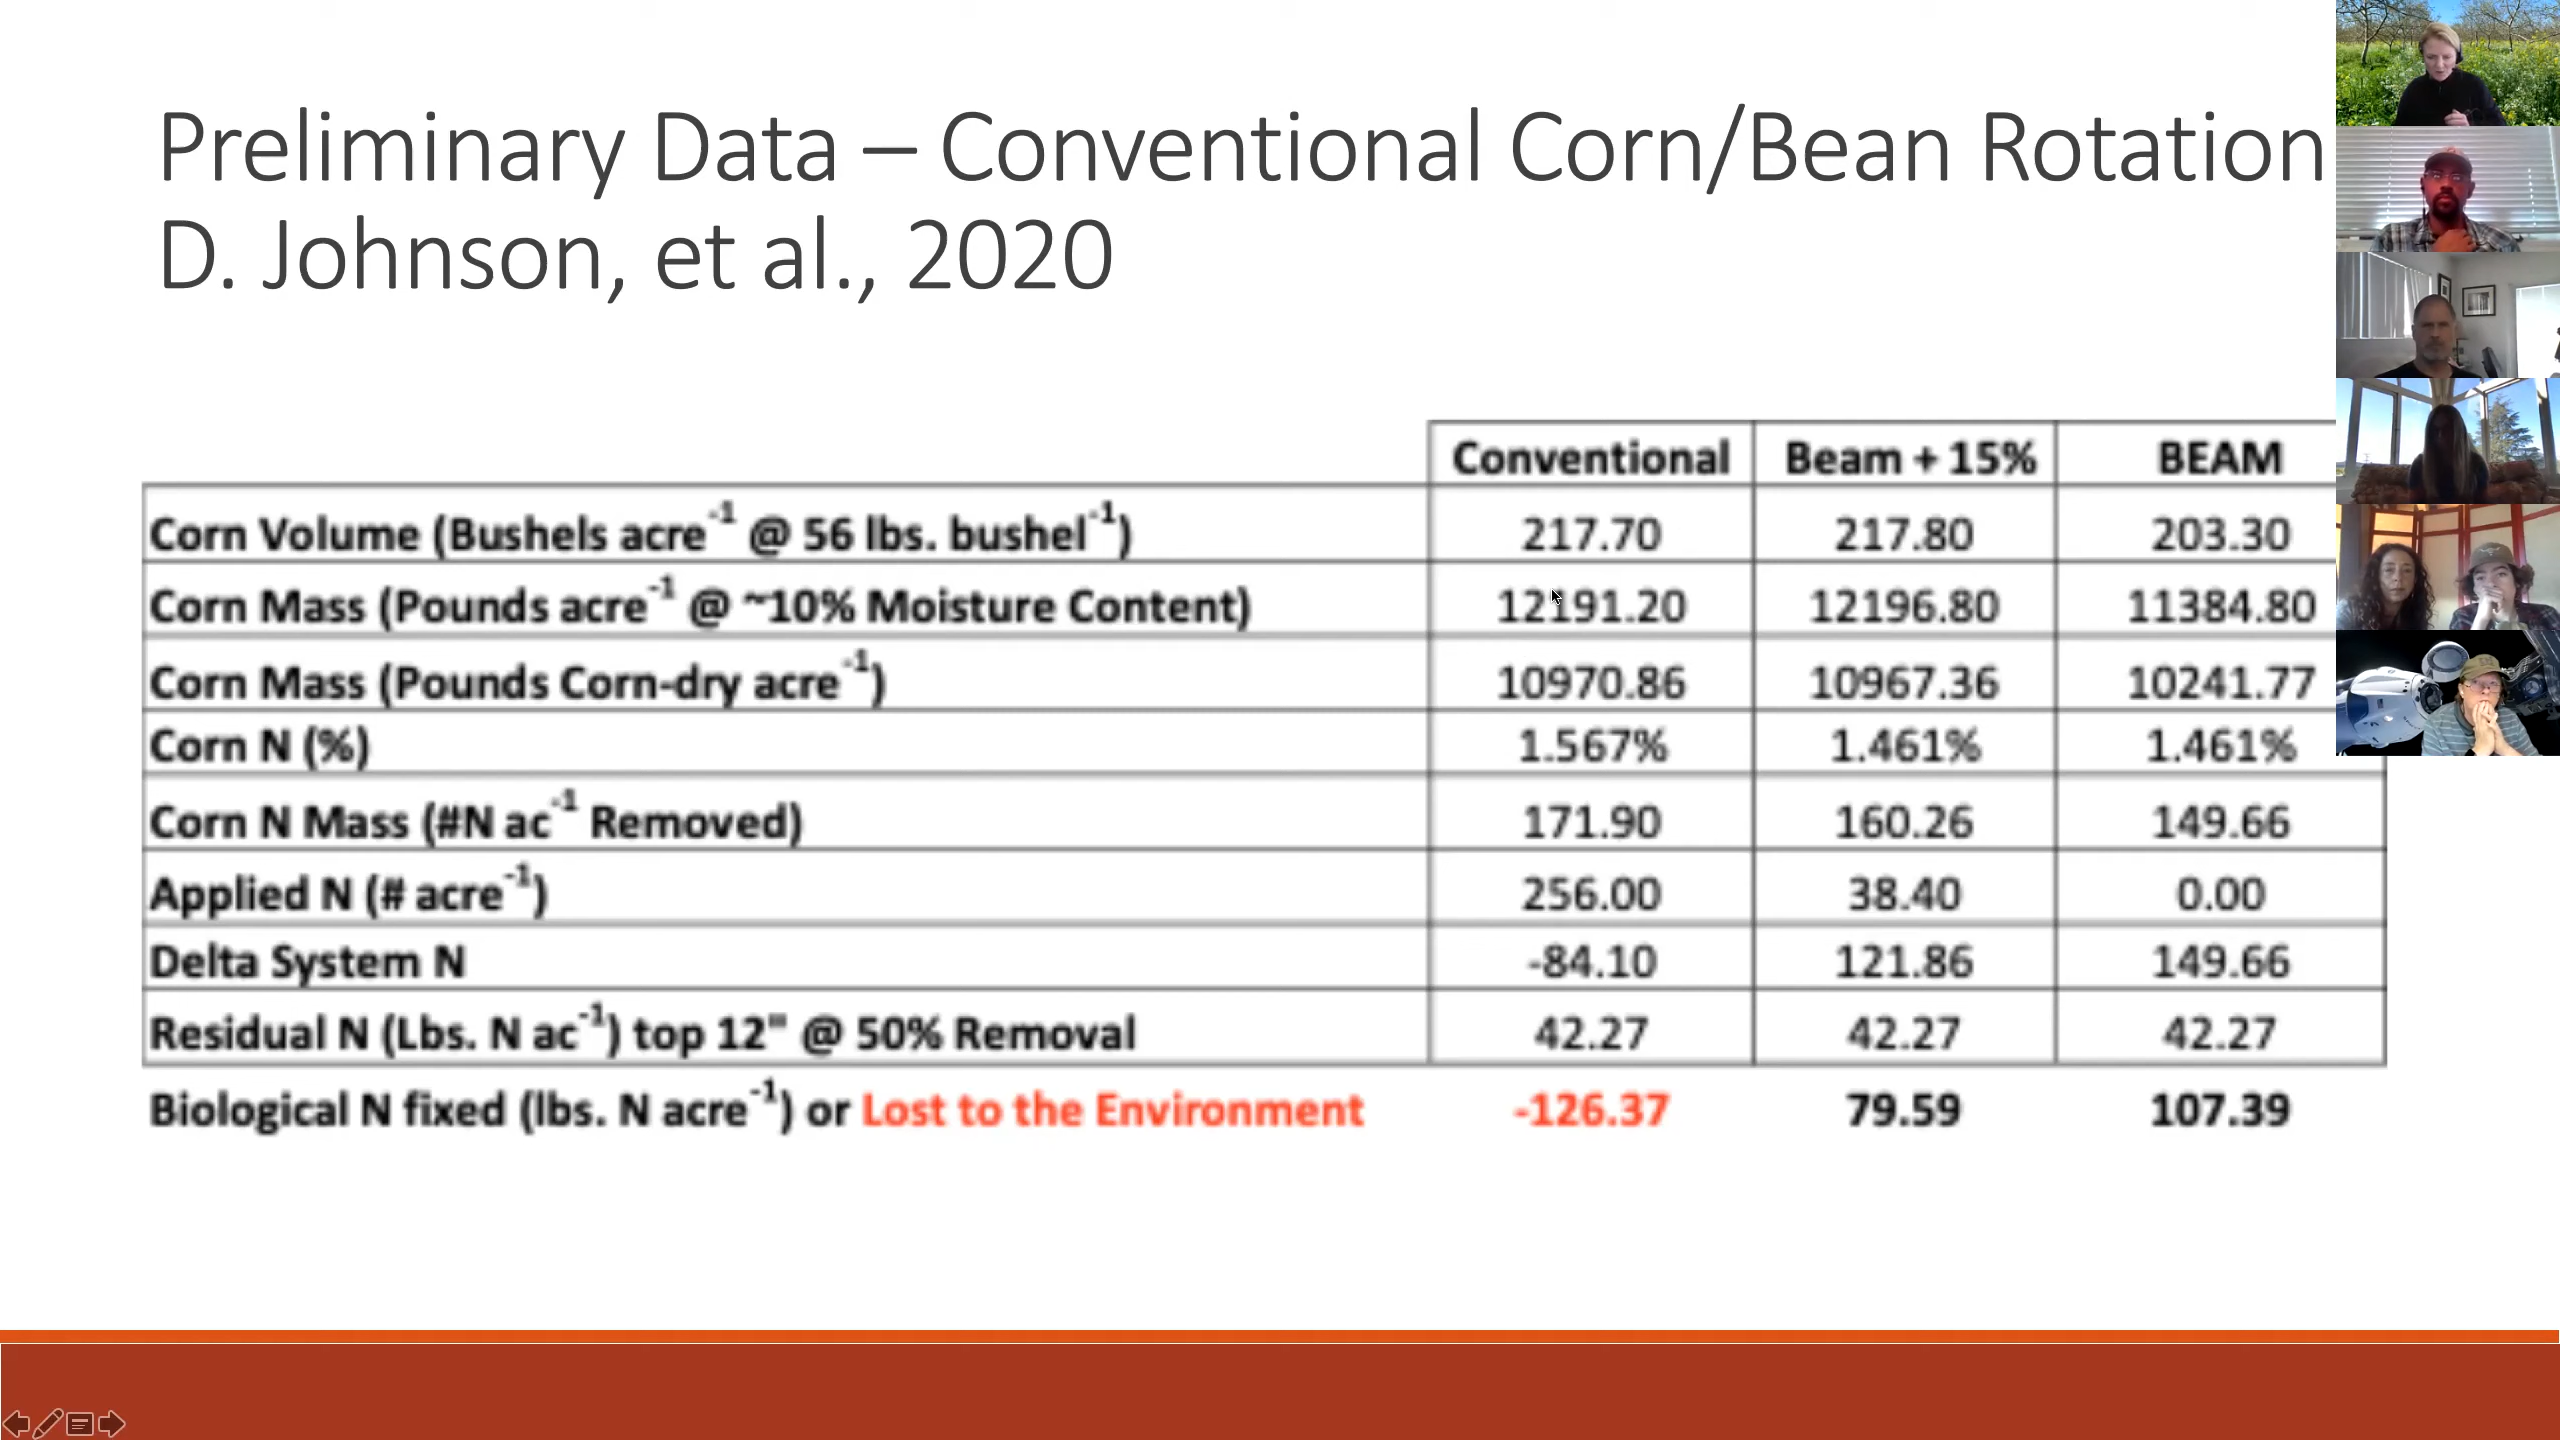 Preliminary Data – Conventional Corn/Bean Rotation
D. Johnson, et al., 2020
Conventional Beam + 15% BEAM
Corn Volume (Bushels acre⁻¹ @ 56 lbs. bushel⁻¹) 217.70 217.80 203.30
Corn Mass (Pounds acre⁻¹ @ ~10% Moisture Content) 12191.20 12196.80 11384.80
Corn Mass (Pounds Corn-dry acre⁻¹) 10970.86 10967.36 10241.77
Corn N (%) 1.567% 1.461% 1.461%
Corn N Mass (#N ac⁻¹ Removed) 171.90 160.26 149.66
Applied N (# acre⁻¹) 256.00 38.40 0.00
Delta System N -84.10 121.86 149.66
Residual N (Lbs. N ac⁻¹) top 12" @ 50% Removal 42.27 42.27 42.27
Biological N fixed (lbs. N acre⁻¹) or Lost to the Environment -126.37 79.59 107.39